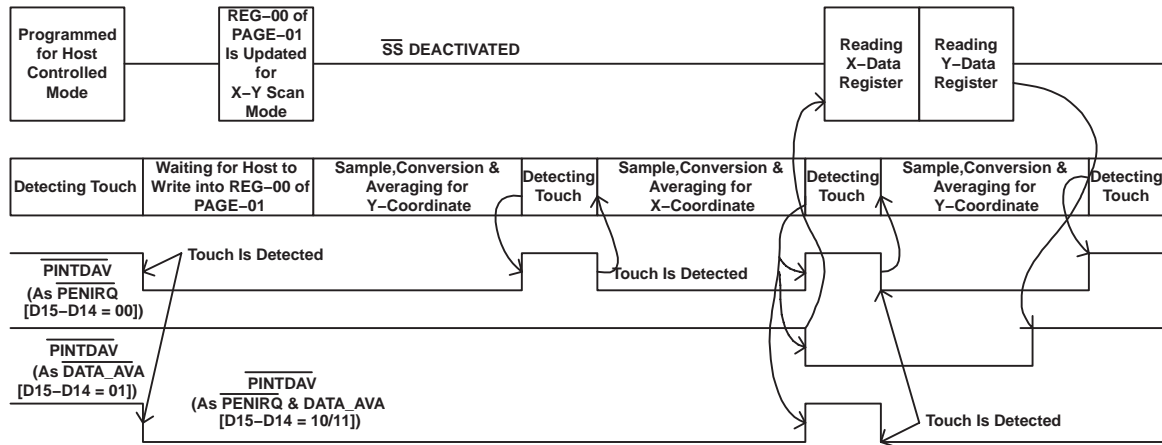 Programmed
for Host
Controlled
Mode
REG−00 of
PAGE−01
Is Updated
for
X−Y Scan
Mode
SS DEACTIVATED
Reading
X−Data
Register
Reading
Y−Data
Register
Detecting Touch
Waiting for Host to
Write into REG−00 of
PAGE−01
Sample,Conversion &
Averaging for
Y−Coordinate
Detecting
Touch
Sample,Conversion &
Averaging for
X−Coordinate
Detecting
Touch
Sample,Conversion &
Averaging for
Y−Coordinate
Detecting
Touch
Touch Is Detected
PINTDAV
(As PENIRQ
[D15−D14 = 00])
Touch Is Detected
PINTDAV
(As DATA_AVA
[D15−D14 = 01])
PINTDAV
(As PENIRQ & DATA_AVA
[D15−D14 = 10/11])
Touch Is Detected